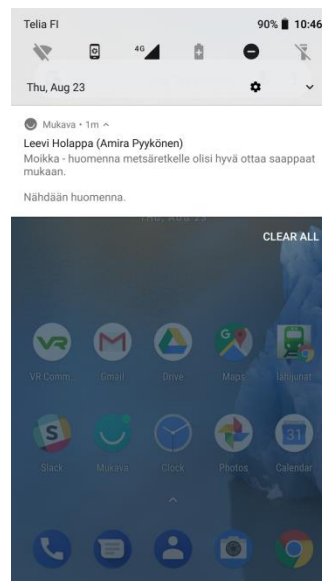 Telia FI 90% 10:46
4G
Thu, Aug 23
Mukava • 1m
Leevi Holappa (Amira Pyykönen)
Moikka - huomenna metsäretkelle olisi hyvä ottaa saappaat
mukaan.
Nähdään huomenna.
THU, AUG 23
CLEAR ALL
VR Comm Gmail Drive Maps lähijunat
31
Slack Mukava Clock Photos Calendar